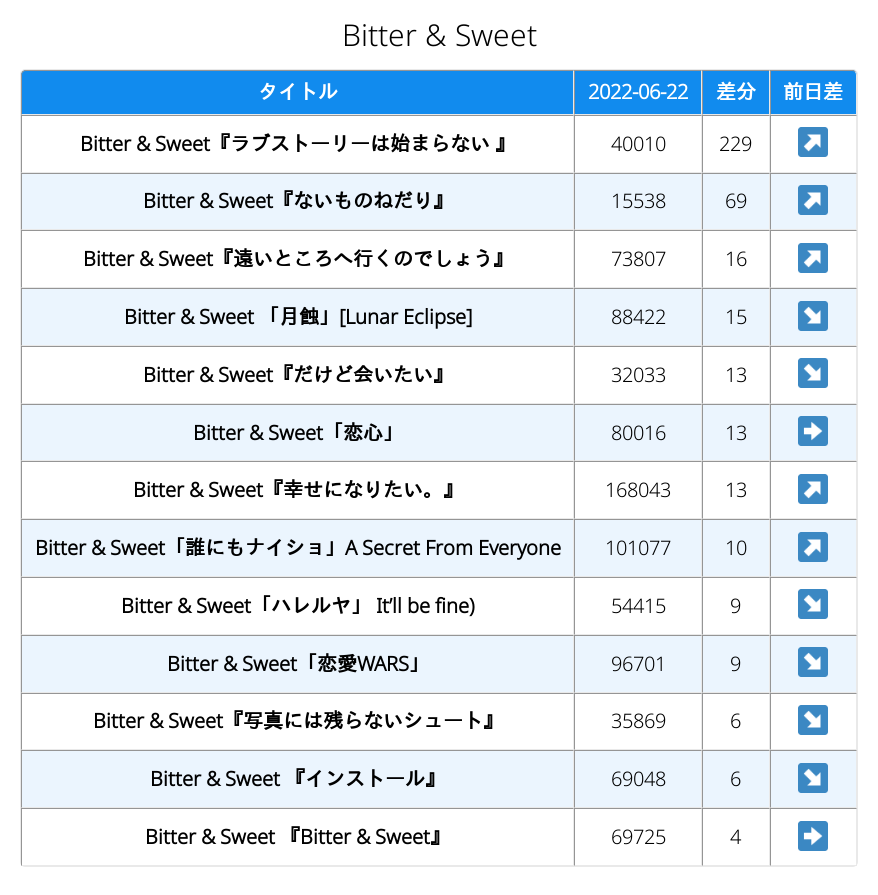 Bitter & Sweet
タイトル 2022-06-22 差分 前日差
Bitter & Sweet『ラブストーリーは始まらない 』 40010 229 ↗
Bitter & Sweet『ないものねだり』 15538 69 ↗
Bitter & Sweet『遠いところへ行くのでしょう』 73807 16 ↗
Bitter & Sweet 「月蝕」[Lunar Eclipse] 88422 15 ↘
Bitter & Sweet『だけど会いたい』 32033 13 ↘
Bitter & Sweet「恋心」 80016 13 ➡
Bitter & Sweet『幸せになりたい。』 168043 13 ↗
Bitter & Sweet「誰にもナイショ」A Secret From Everyone 101077 10 ↗
Bitter & Sweet「ハレルヤ」 It’ll be fine) 54415 9 ↘
Bitter & Sweet「恋愛WARS」 96701 9 ↘
Bitter & Sweet『写真には残らないシュート』 35869 6 ↘
Bitter & Sweet 『インストール』 69048 6 ↘
Bitter & Sweet 『Bitter & Sweet』 69725 4 ➡